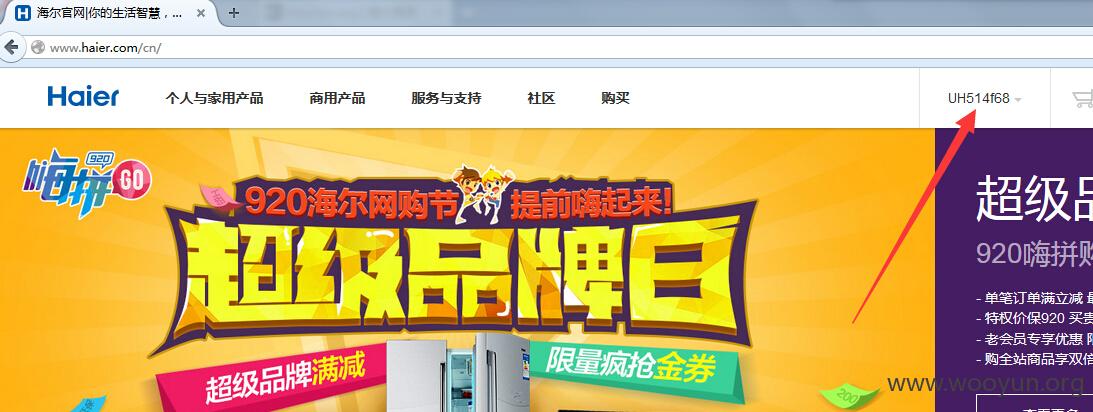 海尔官网|你的生活智慧，...
www.haier.com/cn/
Haier
个人与家用产品
商用产品
服务与支持
社区
购买
UH514f68
920
嗨拼
GO
920海尔网购节 提前嗨起来!
超级品牌日
超级品牌满减
限量疯抢金券
200
超级品
920嗨拼购
- 单笔订单满立减
- 特权价保920 买贵
- 老会员专享优惠
- 购全站商品享双倍
www.wooyun.org